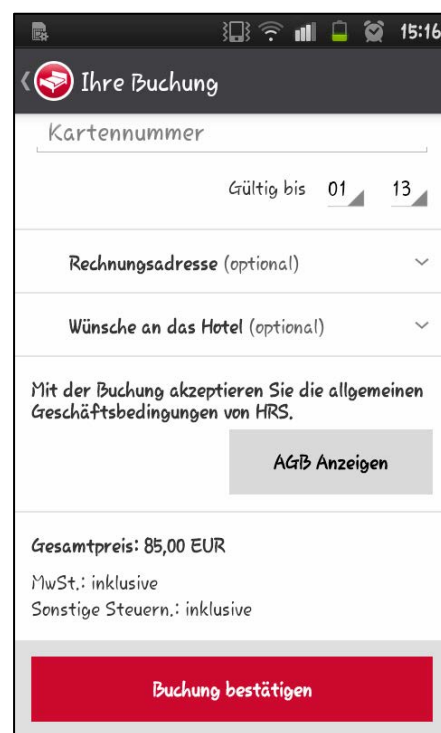 15:16
Ihre Buchung
Kartennummer
Gültig bis 01 13
Rechnungsadresse (optional)
Wünsche an das Hotel (optional)
Mit der Buchung akzeptieren Sie die allgemeinen
Geschäftsbedingungen von HRS.
AGB Anzeigen
Gesamtpreis: 85,00 EUR
MwSt.: inklusive
Sonstige Steuern.: inklusive
Buchung bestätigen